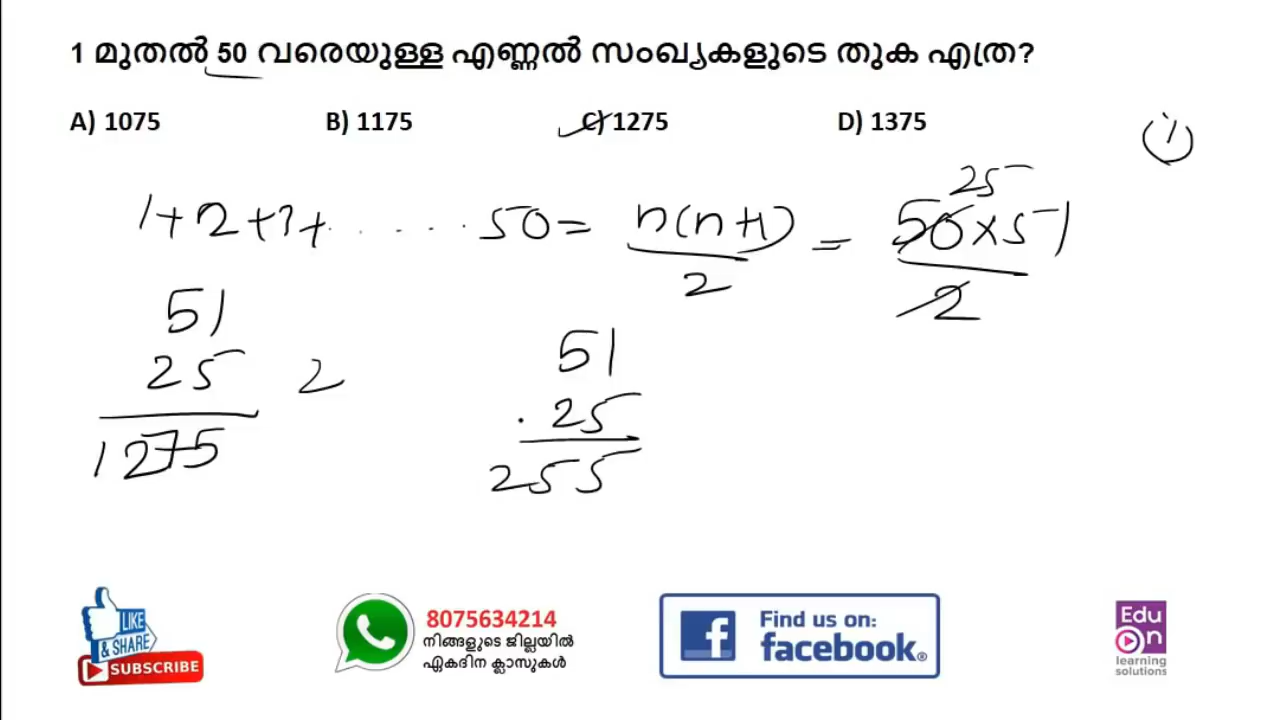 1 മുതൽ 50 വരെയുള്ള എണ്ണൽ സംഖ്യകളുടെ തുക എത്ര?
A) 1075 B) 1175 C) 1275 D) 1375
1
1+2+3+ . . . . . . 50 = n(n+1) / 2 = 50 × 51 / 2
25
51
25 2
1275
51
. 25
255
LIKE
& SHARE
SUBSCRIBE
8075634214
നിങ്ങളുടെ ജില്ലയിൽ
ഏകദിന ക്ലാസുകൾ
f Find us on:
facebook®
Edu
On
learning
solutions